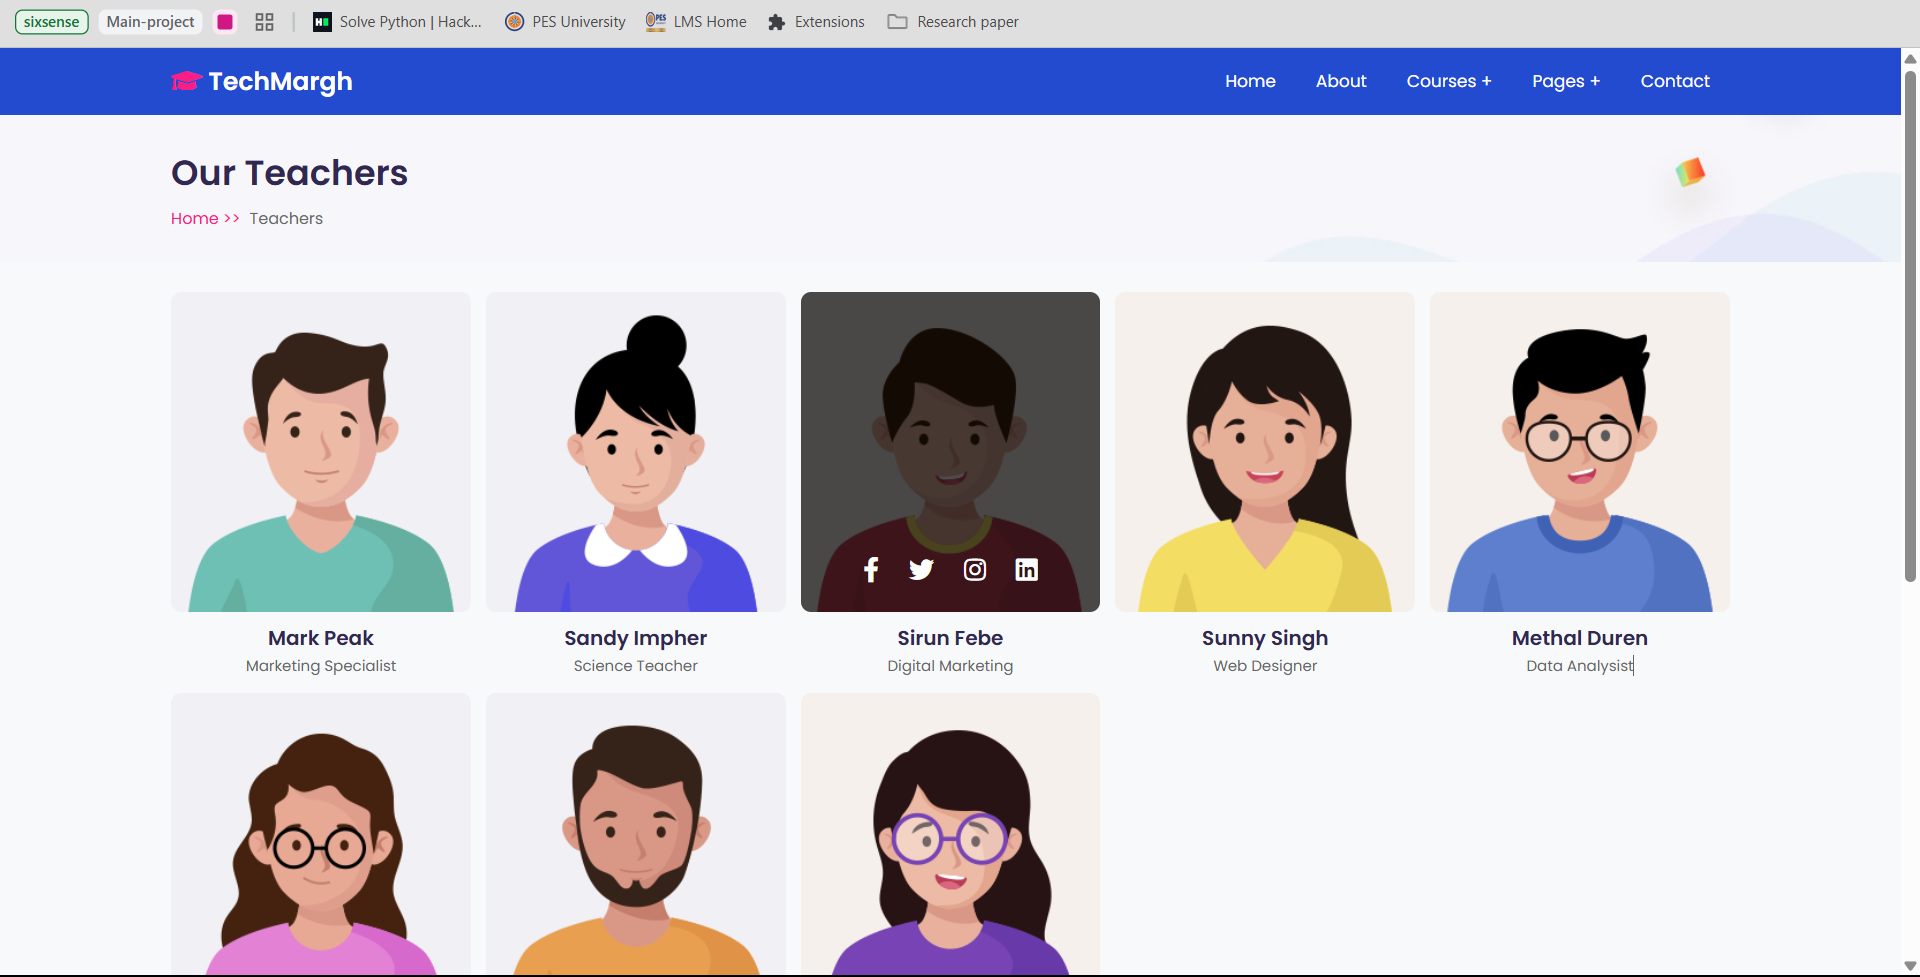 sixsense Main-project Solve Python | Hack... PES University LMS Home Extensions Research paper
TechMargh Home About Courses + Pages + Contact
Our Teachers
Home >> Teachers
Mark Peak Sandy Impher Sirun Febe Sunny Singh Methal Duren
Marketing Specialist Science Teacher Digital Marketing Web Designer Data Analysist